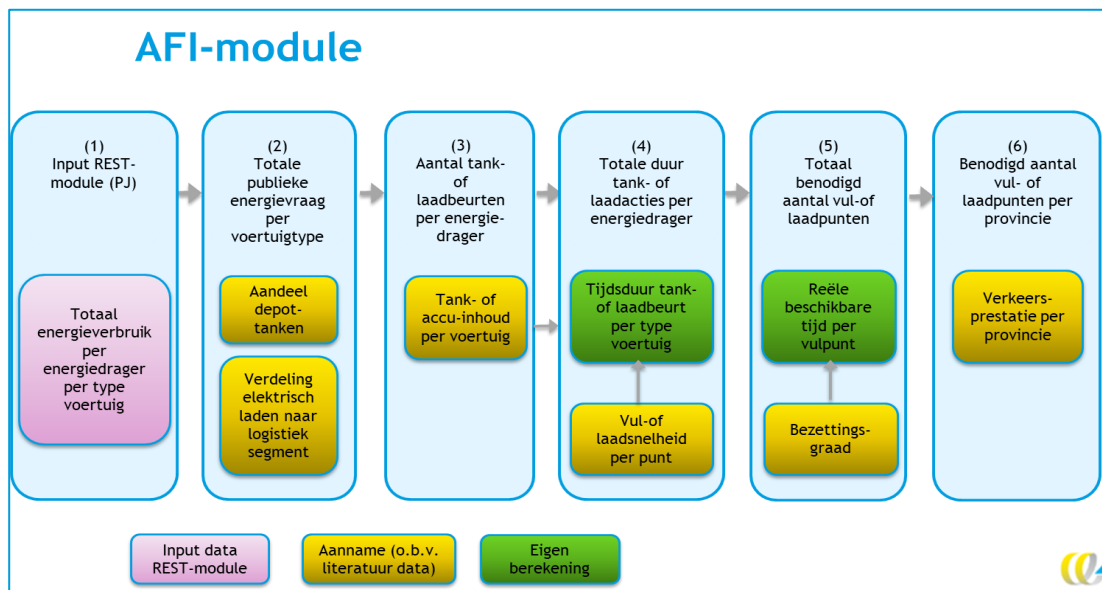 AFI-module
(1)
Input REST-
module (PJ)
Totaal
energieverbruik
per
energiedrager
per type
voertuig
(2)
Totale
publieke
energievraag
per
voertuigtype
Aandeel
depot-
tanken
Verdeling
elektrisch
laden naar
logistiek
segment
(3)
Aantal tank-
of
laadbeurten
per energie-
drager
Tank- of
accu-inhoud
per voertuig
(4)
Totale duur
tank- of
laadacties per
energiedrager
Tijdsduur tank-
of laadbeurt
per type
voertuig
Vul-of
laadsnelheid
per punt
(5)
Totaal
benodigd
aantal vul-of
laadpunten
Reële
beschikbare
tijd per
vulpunt
Bezettings-
graad
(6)
Benodigd aantal
vul- of
laadpunten per
provincie
Verkeers-
prestatie per
provincie
Input data
REST-module
Aanname (o.b.v.
literatuur data)
Eigen
berekening